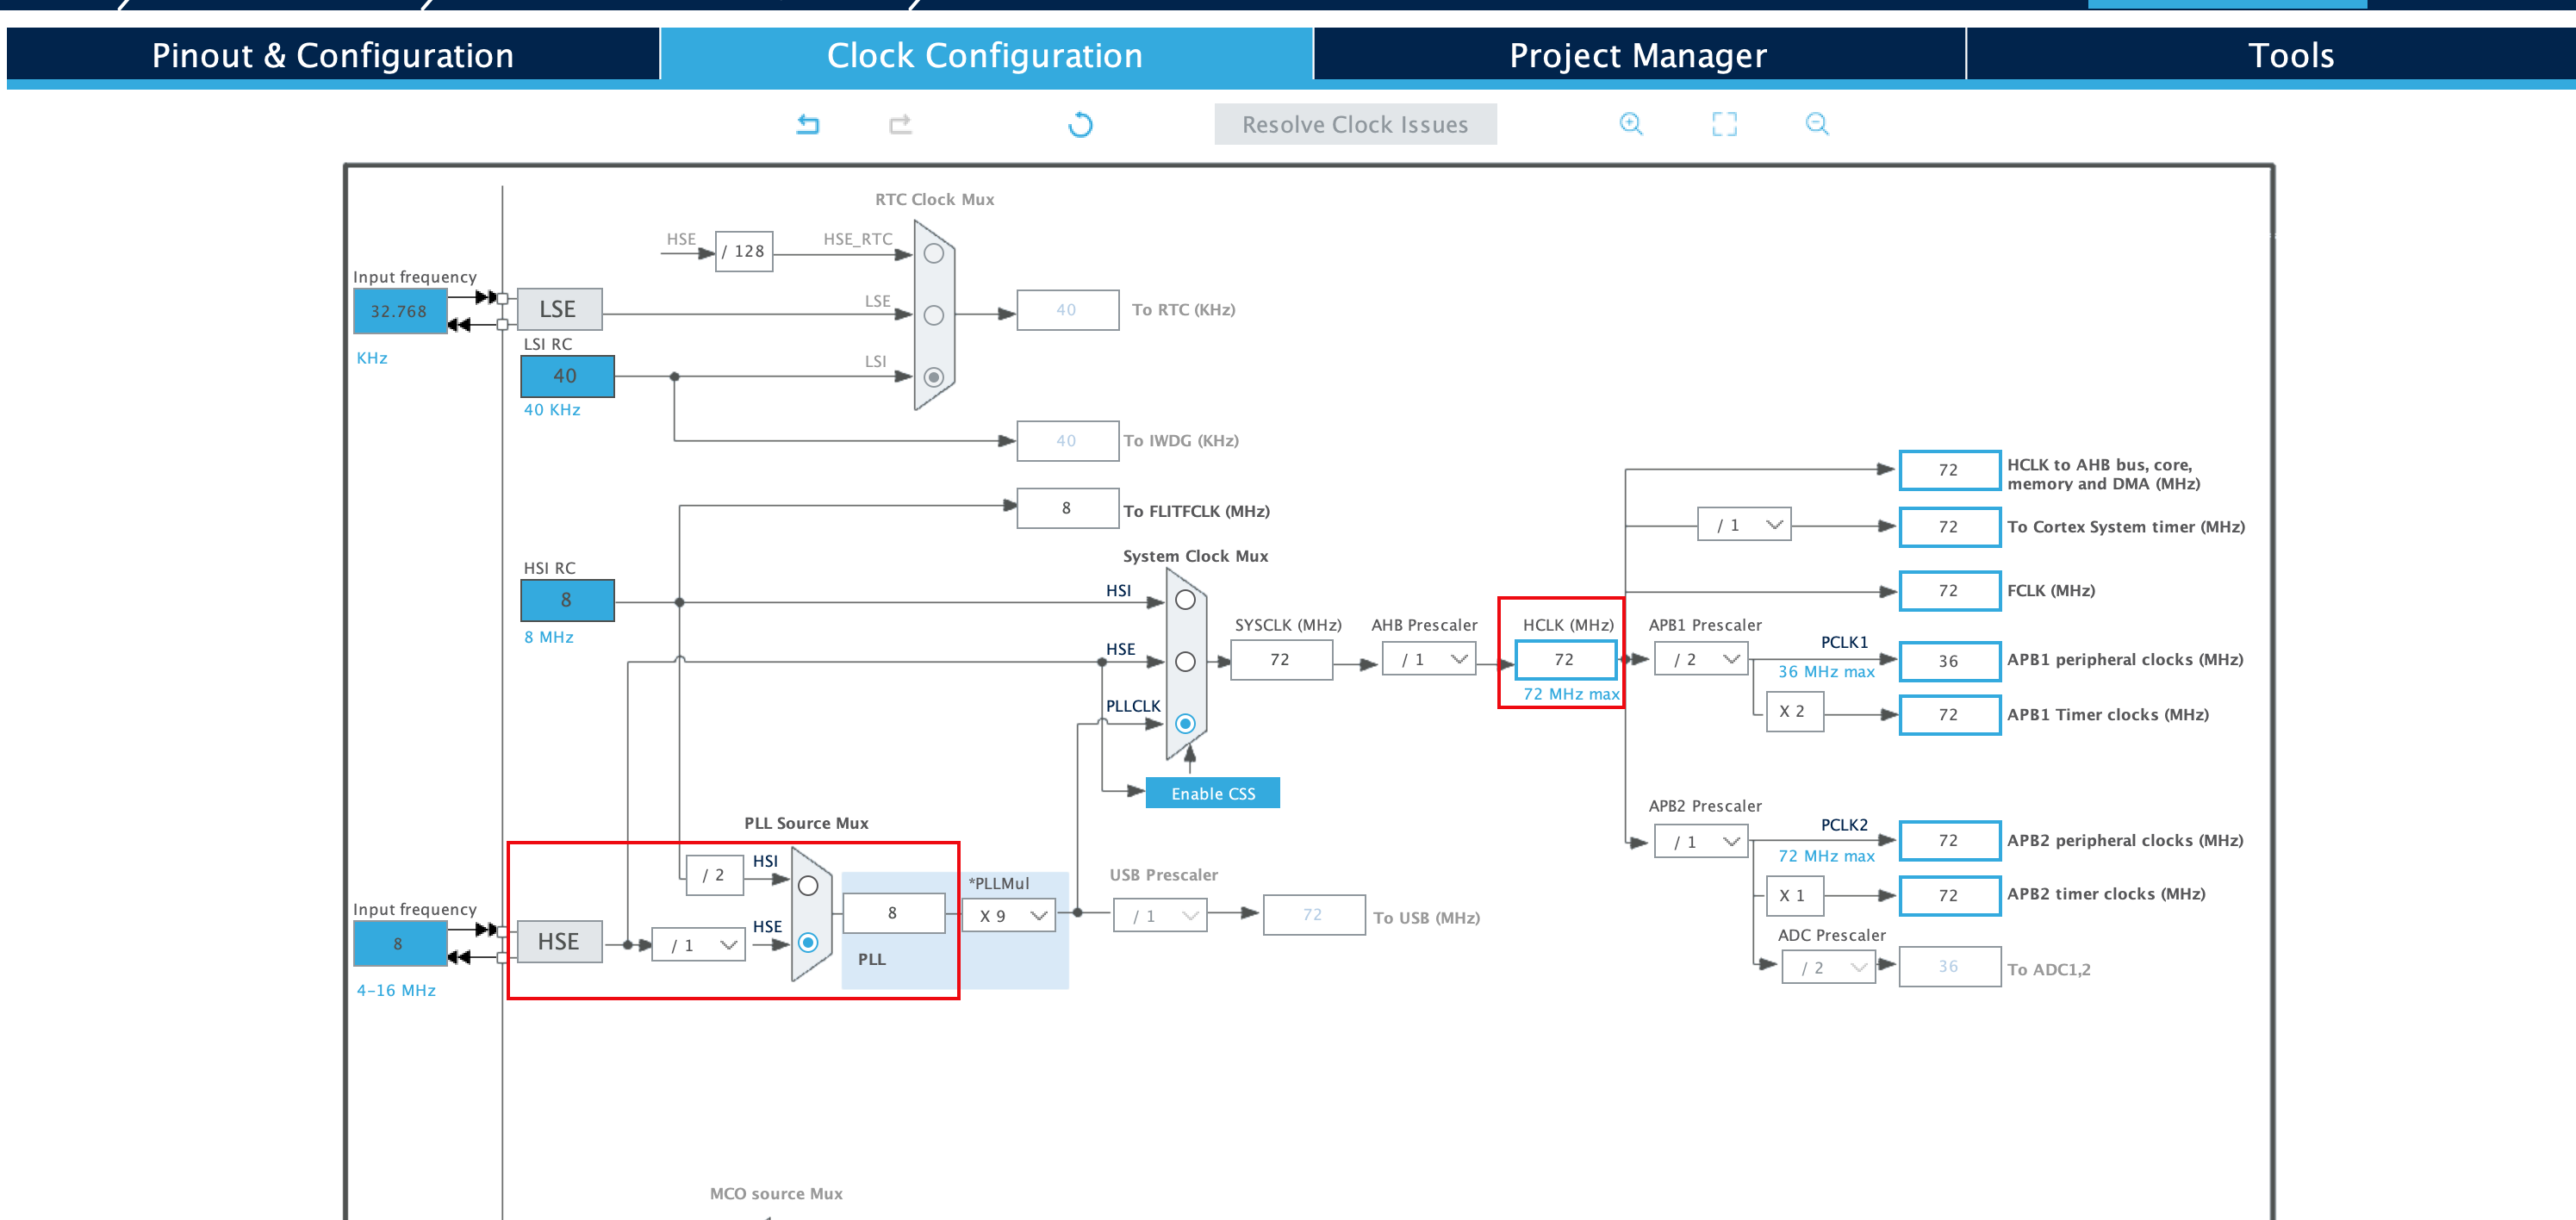 Pinout & Configuration
Clock Configuration
Project Manager
Tools
Resolve Clock Issues
RTC Clock Mux
HSE
/ 128
HSE_RTC
Input frequency
32.768
KHz
LSE
LSE
40
To RTC (KHz)
LSI RC
40
40 KHz
LSI
40
To IWDG (KHz)
8
To FLITFCLK (MHz)
HSI RC
8
8 MHz
System Clock Mux
HSI
HSE
PLLCLK
SYSCLK (MHz)
72
AHB Prescaler
/ 1
HCLK (MHz)
72
72 MHz max
Enable CSS
72
HCLK to AHB bus, core,
memory and DMA (MHz)
/ 1
72
To Cortex System timer (MHz)
72
FCLK (MHz)
APB1 Prescaler
/ 2
PCLK1
36 MHz max
36
APB1 peripheral clocks (MHz)
X 2
72
APB1 Timer clocks (MHz)
APB2 Prescaler
/ 1
PCLK2
72 MHz max
72
APB2 peripheral clocks (MHz)
X 1
72
APB2 timer clocks (MHz)
ADC Prescaler
/ 2
36
To ADC1,2
PLL Source Mux
/ 2
HSI
Input frequency
8
4-16 MHz
HSE
/ 1
HSE
8
PLL
*PLLMul
X 9
USB Prescaler
/ 1
72
To USB (MHz)
MCO source Mux